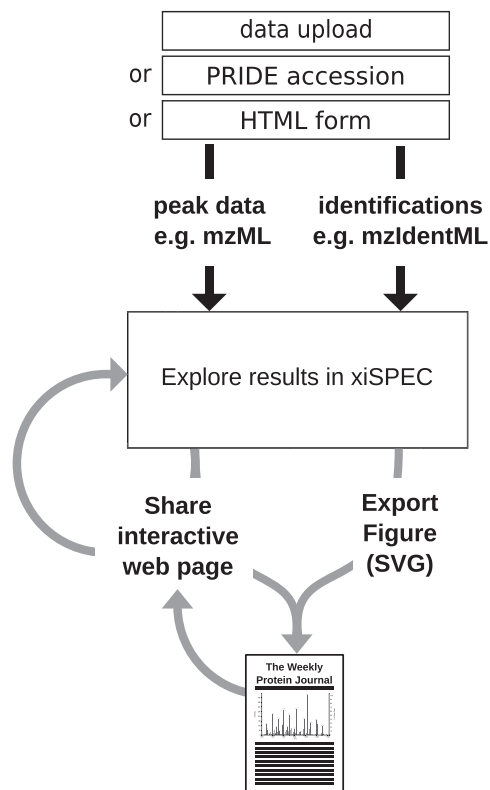 data upload
or PRIDE accession
or HTML form
peak data
e.g. mzML
identifications
e.g. mzIdentML
Explore results in xiSPEC
Share
interactive
web page
Export
Figure
(SVG)
The Weekly
Protein Journal